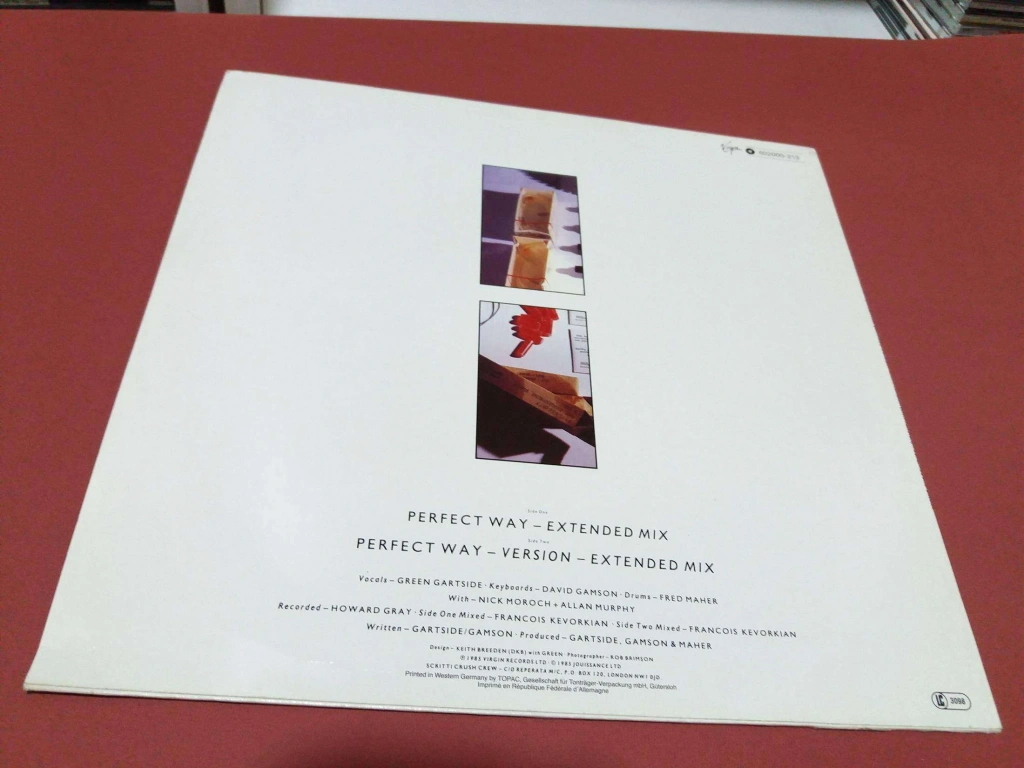 Virgin
Side One
PERFECT WAY – EXTENDED MIX
Side Two
PERFECT WAY – VERSION – EXTENDED MIX
Vocals – GREEN GARTSIDE · Keyboards – DAVID GAMSON · Drums – FRED MAHER
With – NICK MOROCH + ALLAN MURPHY
Recorded – HOWARD GRAY · Side One Mixed – FRANCOIS KEVORKIAN · Side Two Mixed – FRANCOIS KEVORKIAN
Written – GARTSIDE/GAMSON · Produced – GARTSIDE, GAMSON & MAHER
Design – KEITH BREEDEN (DKB) with GREEN · Photographer – ROB BRIMSON
℗ 1985 VIRGIN RECORDS LTD · © 1985 JOUISSANCE LTD
SCRITTI CRUSH CREW – C/O REPERATA M/C, P.O. BOX 120, LONDON NW1 0JD
Printed in Western Germany by TOPAC, Gesellschaft für Tonträger-Verpackung mbH, Gütersloh
Imprimé en République Fédérale d'Allemagne
LC 3098